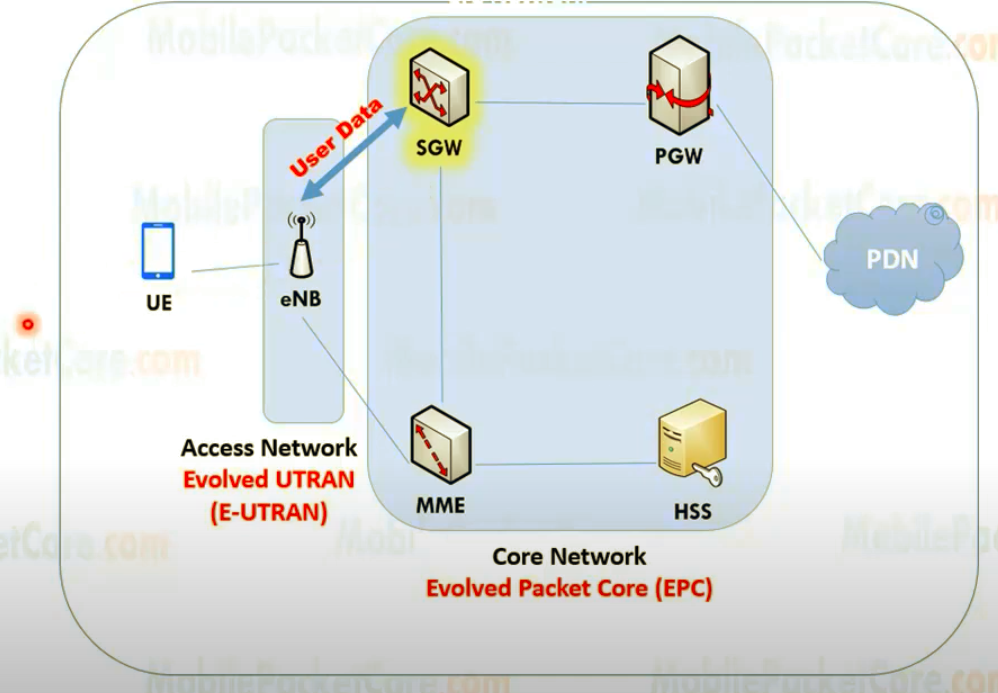 MobilePacketCore.com
User Data
SGW
PGW
PDN
UE
eNB
Access Network
Evolved UTRAN
(E-UTRAN)
MME
HSS
Core Network
Evolved Packet Core (EPC)